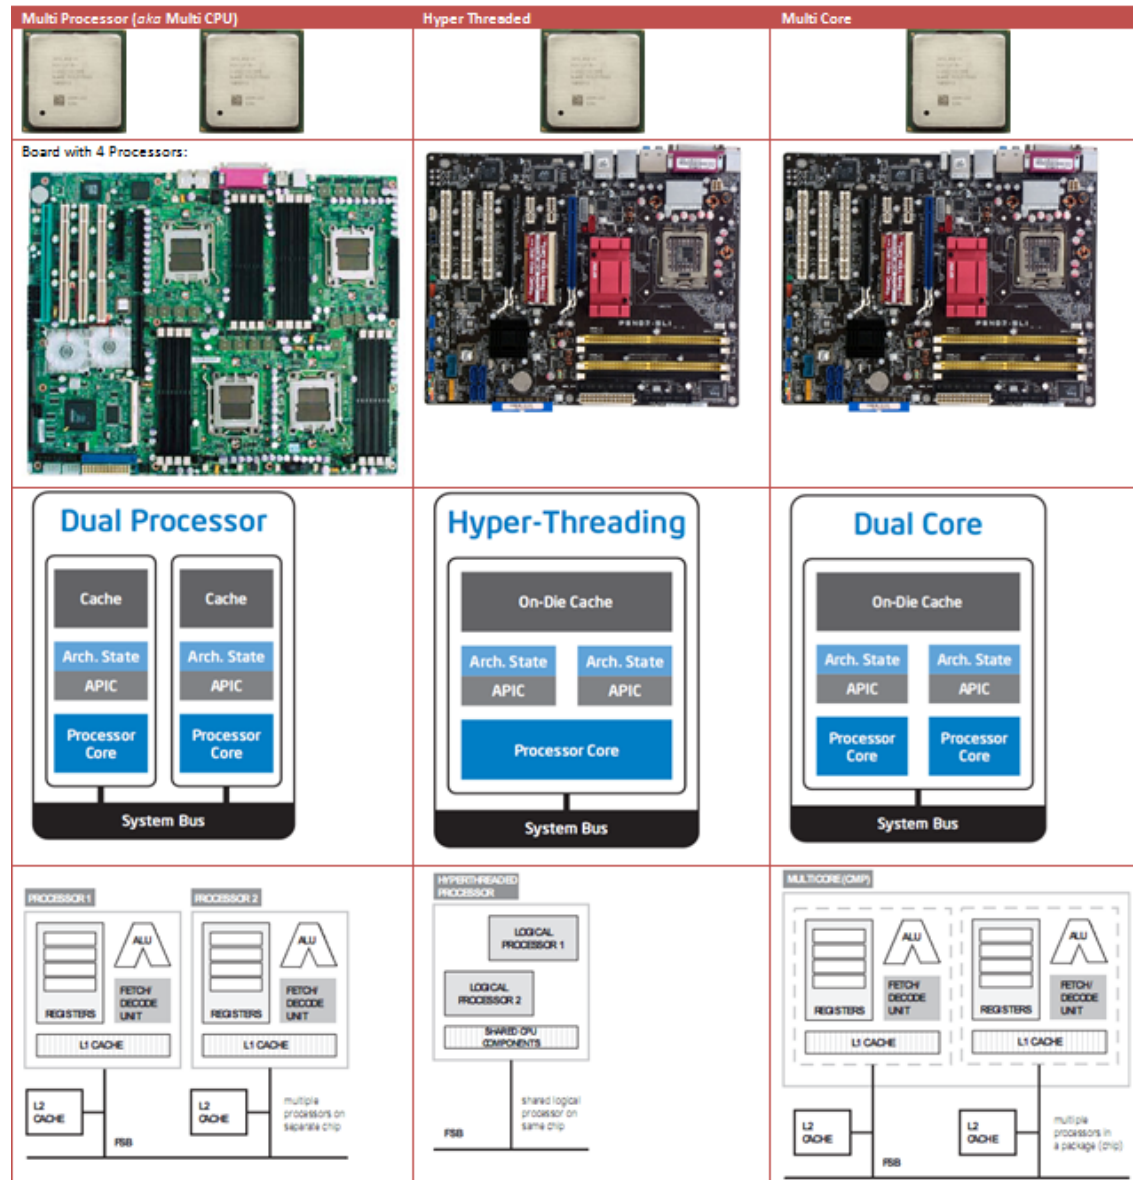 Multi Processor (aka Multi CPU)
Hyper Threaded
Multi Core
Board with 4 Processors:
P5ND7-SLI
P5ND7-SLI
Dual Processor
Cache
Cache
Arch. State
Arch. State
APIC
APIC
Processor
Core
Processor
Core
System Bus
Hyper-Threading
On-Die Cache
Arch. State
Arch. State
APIC
APIC
Processor Core
System Bus
Dual Core
On-Die Cache
Arch. State
Arch. State
APIC
APIC
Processor
Core
Processor
Core
System Bus
PROCESSOR 1
PROCESSOR 2
ALU
ALU
FETCH/
DECODE
UNIT
FETCH/
DECODE
UNIT
REGISTERS
REGISTERS
L1 CACHE
L1 CACHE
L2
CACHE
L2
CACHE
multiple
processors on
separate chip
FSB
HYPERTHREADED
PROCESSOR
LOGICAL
PROCESSOR 1
LOGICAL
PROCESSOR 2
SHARED CPU
COMPONENTS
shared logical
processor on
same chip
FSB
MULTICORE (CMP)
ALU
ALU
FETCH/
DECODE
UNIT
FETCH/
DECODE
UNIT
REGISTERS
REGISTERS
L1 CACHE
L1 CACHE
L2
CACHE
L2
CACHE
multiple
processors in
a package (chip)
FSB